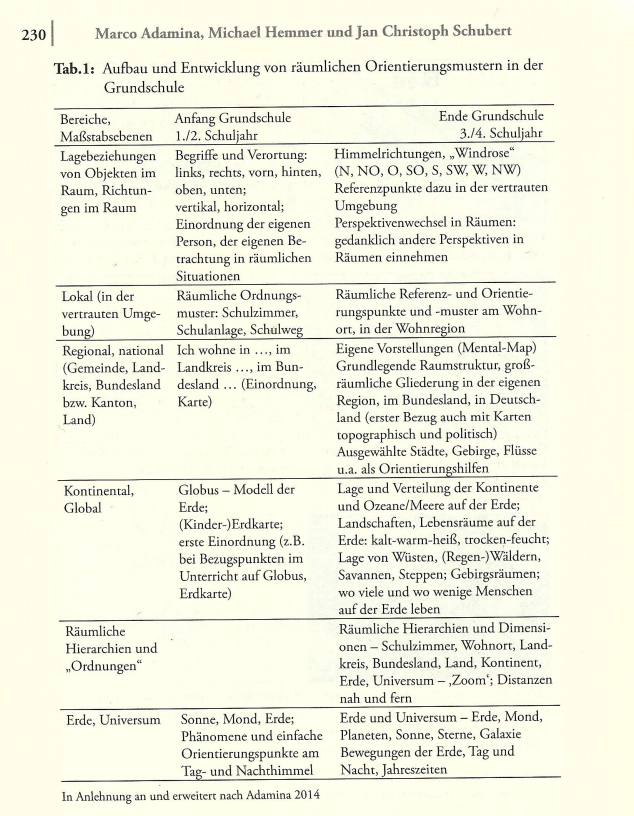 230 | Marco Adamina, Michael Hemmer und Jan Christoph Schubert
Tab.1: Aufbau und Entwicklung von räumlichen Orientierungsmustern in der
Grundschule
Bereiche,
Maßstabsebenen
Anfang Grundschule
1./2. Schuljahr
Ende Grundschule
3./4. Schuljahr
Lagebeziehungen
von Objekten im
Raum, Richtun-
gen im Raum
Begriffe und Verortung:
links, rechts, vorn, hinten,
oben, unten;
vertikal, horizontal;
Einordnung der eigenen
Person, der eigenen Be-
trachtung in räumlichen
Situationen
Himmelrichtungen, „Windrose“
(N, NO, O, SO, S, SW, W, NW)
Referenzpunkte dazu in der vertrauten
Umgebung
Perspektivenwechsel in Räumen:
gedanklich andere Perspektiven in
Räumen einnehmen
Lokal (in der
vertrauten Umge-
bung)
Räumliche Ordnungs-
muster: Schulzimmer,
Schulanlage, Schulweg
Räumliche Referenz- und Orientie-
rungspunkte und -muster am Wohn-
ort, in der Wohnregion
Regional, national
(Gemeinde, Land-
kreis, Bundesland
bzw. Kanton,
Land)
Ich wohne in …, im
Landkreis …, im Bun-
desland … (Einordnung,
Karte)
Eigene Vorstellungen (Mental-Map)
Grundlegende Raumstruktur, groß-
räumliche Gliederung in der eigenen
Region, im Bundesland, in Deutsch-
land (erster Bezug auch mit Karten
topographisch und politisch)
Ausgewählte Städte, Gebirge, Flüsse
u.a. als Orientierungshilfen
Kontinental,
Global
Globus – Modell der
Erde;
(Kinder-)Erdkarte;
erste Einordnung (z.B.
bei Bezugspunkten im
Unterricht auf Globus,
Erdkarte)
Lage und Verteilung der Kontinente
und Ozeane/Meere auf der Erde;
Landschaften, Lebensräume auf der
Erde: kalt-warm-heiß, trocken-feucht;
Lage von Wüsten, (Regen-)Wäldern,
Savannen, Steppen; Gebirgsräumen;
wo viele und wo wenige Menschen
auf der Erde leben
Räumliche
Hierarchien und
„Ordnungen“
Räumliche Hierarchien und Dimensi-
onen – Schulzimmer, Wohnort, Land-
kreis, Bundesland, Land, Kontinent,
Erde, Universum – ‚Zoom‘; Distanzen
nah und fern
Erde, Universum
Sonne, Mond, Erde;
Phänomene und einfache
Orientierungspunkte am
Tag- und Nachthimmel
Erde und Universum – Erde, Mond,
Planeten, Sonne, Sterne, Galaxie
Bewegungen der Erde, Tag und
Nacht, Jahreszeiten
In Anlehnung an und erweitert nach Adamina 2014